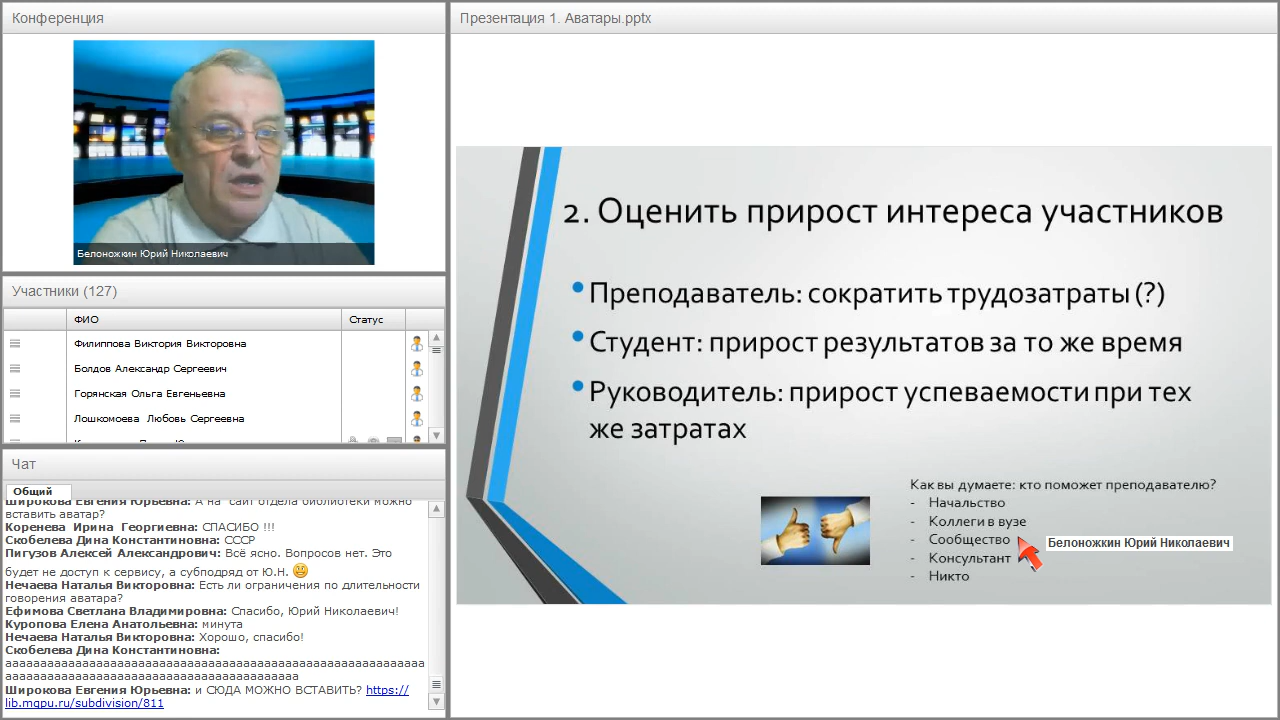 Конференция
Белоножкин Юрий Николаевич
Участники (127)
ФИО
Статус
Филиппова Виктория Викторовна
Болдов Александр Сергеевич
Горянская Ольга Евгеньевна
Лошкомоева Любовь Сергеевна
Чат
Общий
Широкова Евгения Юрьевна: А на сайт отдела библиотеки можно
вставить аватар?
Коренева Ирина Георгиевна: СПАСИБО !!!
Скобелева Дина Константиновна: СССР
Пигузов Алексей Александрович: Всё ясно. Вопросов нет. Это
будет не доступ к сервису, а субподряд от Ю.Н.
Нечаева Наталья Викторовна: Есть ли ограничения по длительности
говорения аватара?
Ефимова Светлана Владимировна: Спасибо, Юрий Николаевич!
Куропова Елена Анатольевна: минута
Нечаева Наталья Викторовна: Хорошо, спасибо!
Скобелева Дина Константиновна:
аааааааааааааааааааааааааааааааааааааааааааааааааааааааааааа
аааааааааааааааааааааааааааааааааааааааааа
Широкова Евгения Юрьевна: и СЮДА МОЖНО ВСТАВИТЬ? https://
lib.mgpu.ru/subdivision/811
Презентация 1. Аватары.pptx
2. Оценить прирост интереса участников
Преподаватель: сократить трудозатраты (?)
Студент: прирост результатов за то же время
Руководитель: прирост успеваемости при тех
же затратах
Как вы думаете: кто поможет преподавателю?
- Начальство
- Коллеги в вузе
- Сообщество
Белоножкин Юрий Николаевич
- Консультант
- Никто